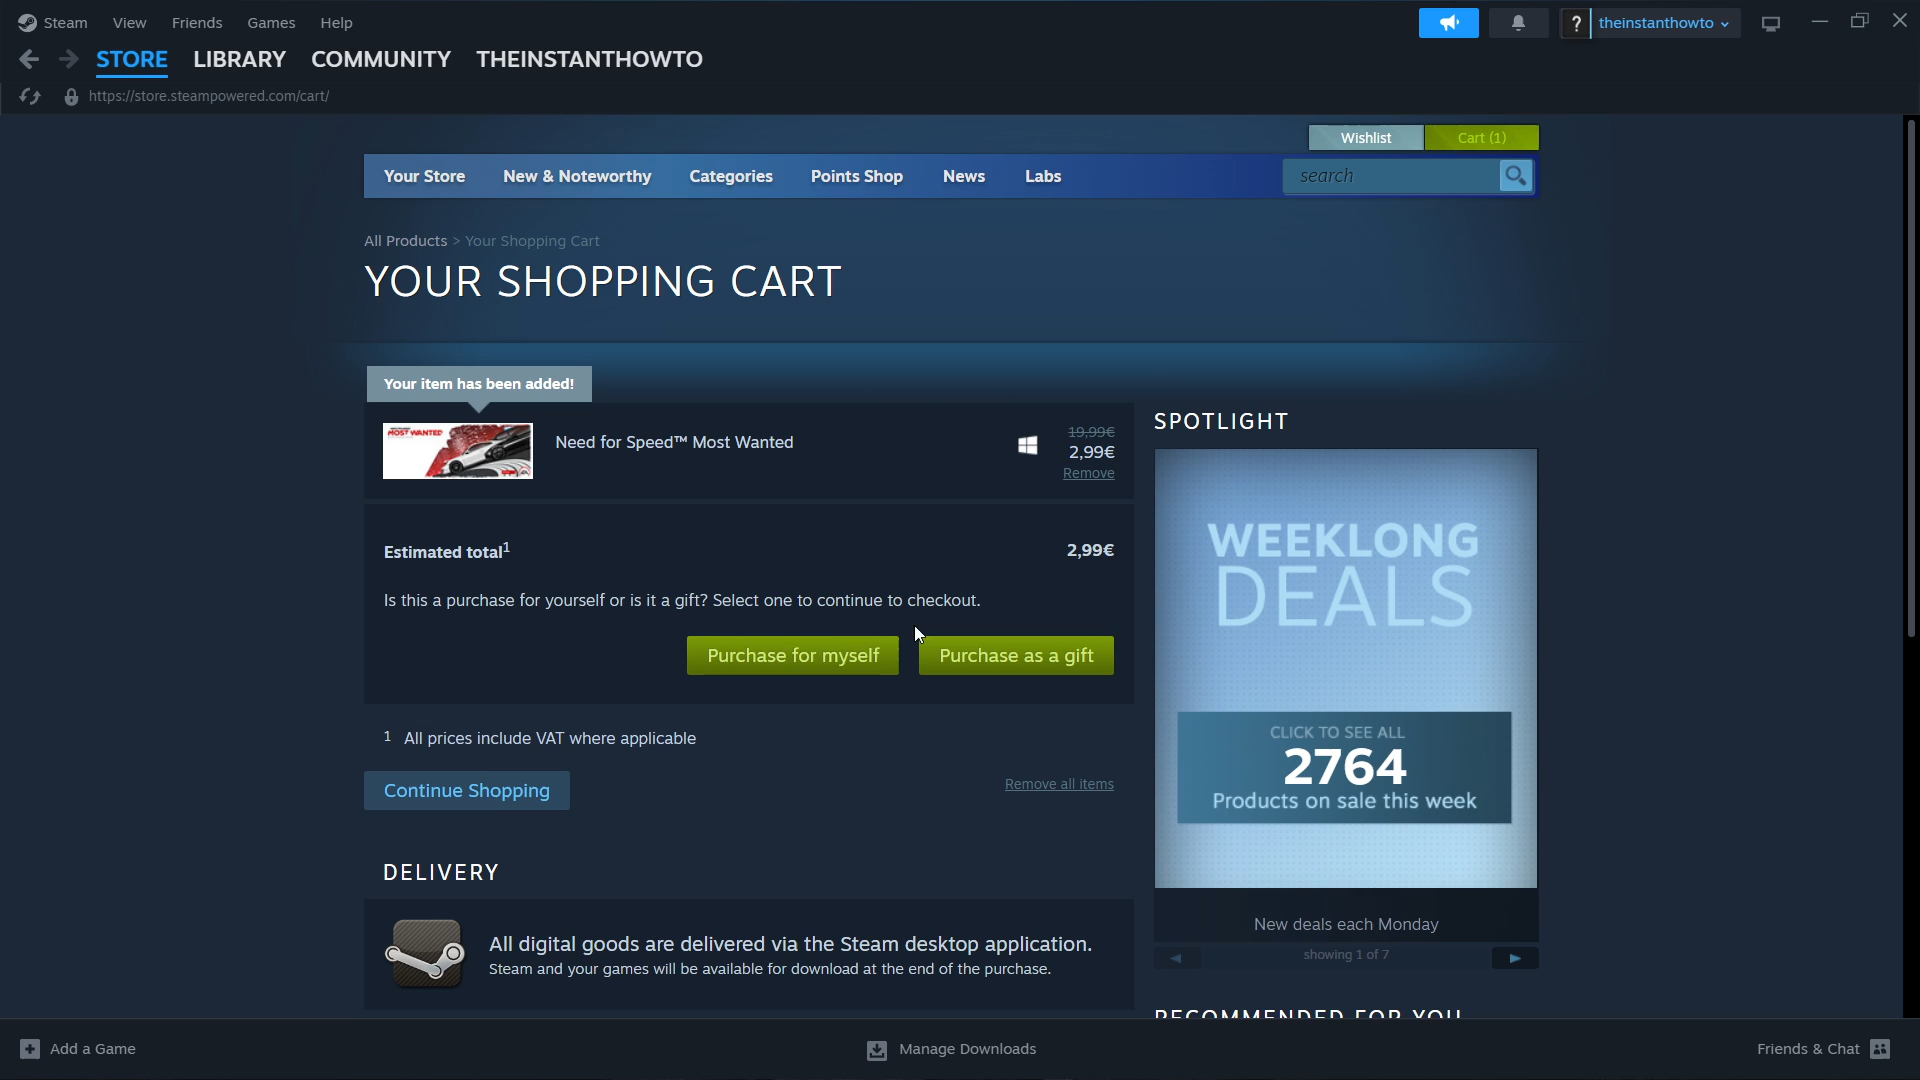 Steam View Friends Games Help
? theinstanthowto
STORE LIBRARY COMMUNITY THEINSTANTHOWTO
https://store.steampowered.com/cart/
Wishlist Cart (1)
Your Store New & Noteworthy Categories Points Shop News Labs search
All Products > Your Shopping Cart
YOUR SHOPPING CART
Your item has been added!
MOST WANTED
Need for Speed™ Most Wanted
19,99€
2,99€
Remove
Estimated total¹ 2,99€
Is this a purchase for yourself or is it a gift? Select one to continue to checkout.
Purchase for myself Purchase as a gift
¹ All prices include VAT where applicable
Continue Shopping Remove all items
DELIVERY
All digital goods are delivered via the Steam desktop application.
Steam and your games will be available for download at the end of the purchase.
SPOTLIGHT
WEEKLONG
DEALS
CLICK TO SEE ALL
2764
Products on sale this week
New deals each Monday
showing 1 of 7
RECOMMENDED FOR YOU
Add a Game Manage Downloads Friends & Chat